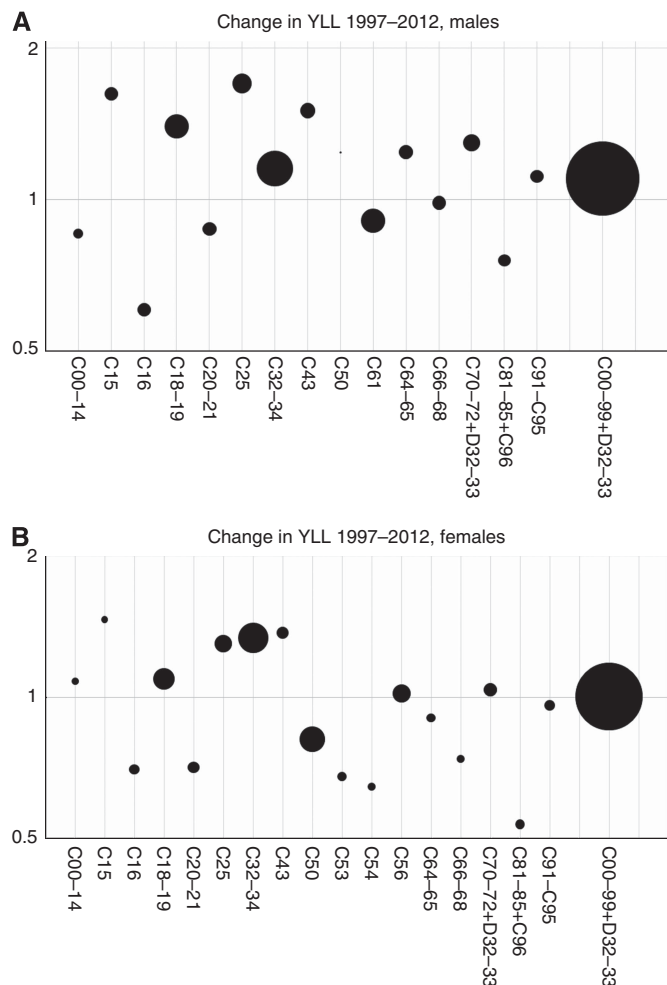 A
Change in YLL 1997–2012, males
2
1
0.5
C00–14
C15
C16
C18–19
C20–21
C25
C32–34
C43
C50
C61
C64–65
C66–68
C70–72+D32–33
C81–85+C96
C91–C95
C00–99+D32–33
B
Change in YLL 1997–2012, females
2
1
0.5
C00–14
C15
C16
C18–19
C20–21
C25
C32–34
C43
C50
C53
C54
C56
C64–65
C66–68
C70–72+D32–33
C81–85+C96
C91–C95
C00–99+D32–33